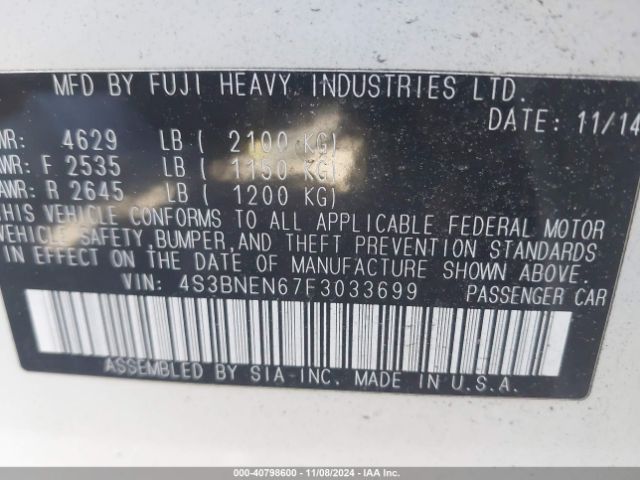 MFD BY FUJI HEAVY INDUSTRIES LTD.
DATE: 11/14
WR: 4629 LB ( 2100 KG)
AWR: F 2535 LB ( 1150 KG)
AWR: R 2645 LB ( 1200 KG)
THIS VEHICLE CONFORMS TO ALL APPLICABLE FEDERAL MOTOR
VEHICLE SAFETY, BUMPER, AND THEFT PREVENTION STANDARDS
IN EFFECT ON THE DATE OF MANUFACTURE SHOWN ABOVE.
VIN: 4S3BNEN67F3033699 PASSENGER CAR
ASSEMBLED BY SIA-INC. MADE IN U.S.A.
000-40798600 - 11/08/2024 - IAA Inc.